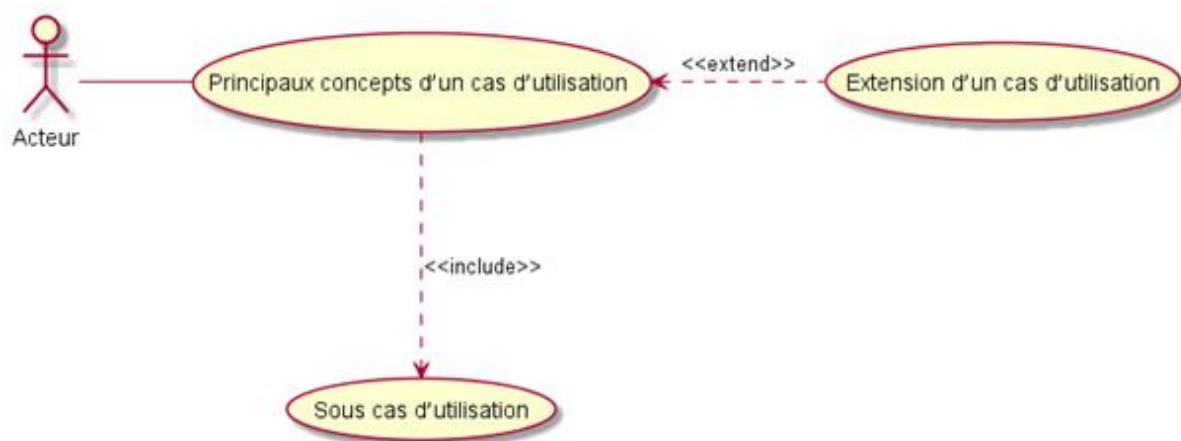 <<extend>>
Principaux concepts d'un cas d'utilisation
Extension d'un cas d'utilisation
Acteur
<<include>>
Sous cas d'utilisation